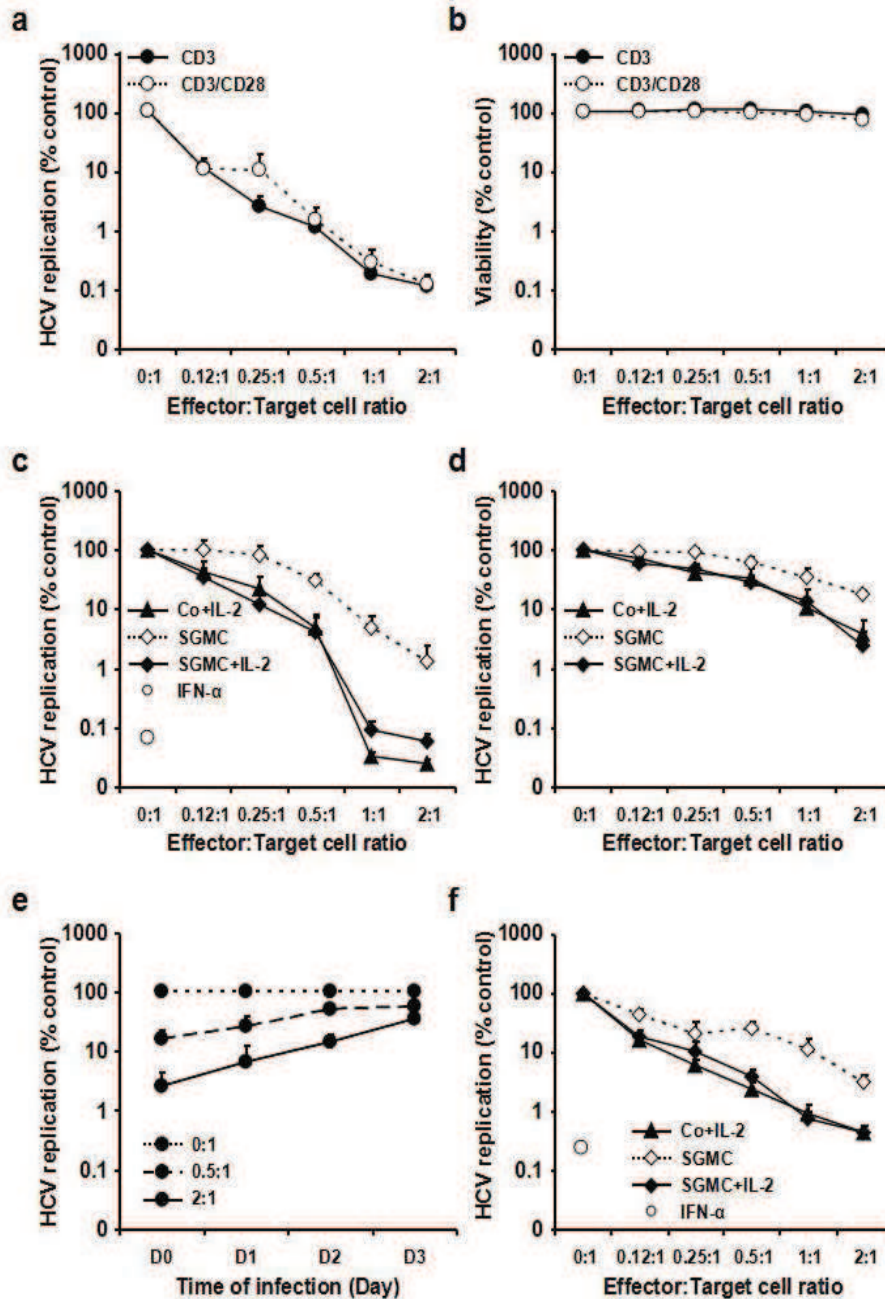 a
HCV replication (% control)
1000
100
10
1
0.1
0
CD3
CD3/CD28
0:1 0.12:1 0.25:1 0.5:1 1:1 2:1
Effector:Target cell ratio
b
Viability (% control)
1000
100
10
1
0.1
0
CD3
CD3/CD28
0:1 0.12:1 0.25:1 0.5:1 1:1 2:1
Effector:Target cell ratio
c
HCV replication (% control)
1000
100
10
1
0.1
0
Co+IL-2
SGMC
SGMC+IL-2
IFN-α
0:1 0.12:1 0.25:1 0.5:1 1:1 2:1
Effector:Target cell ratio
d
HCV replication (% control)
1000
100
10
1
0.1
0
Co+IL-2
SGMC
SGMC+IL-2
0:1 0.12:1 0.25:1 0.5:1 1:1 2:1
Effector:Target cell ratio
e
HCV replication (% control)
1000
100
10
1
0.1
0
0:1
0.5:1
2:1
D0 D1 D2 D3
Time of infection (Day)
f
HCV replication (% control)
1000
100
10
1
0.1
0
Co+IL-2
SGMC
SGMC+IL-2
IFN-α
0:1 0.12:1 0.25:1 0.5:1 1:1 2:1
Effector:Target cell ratio